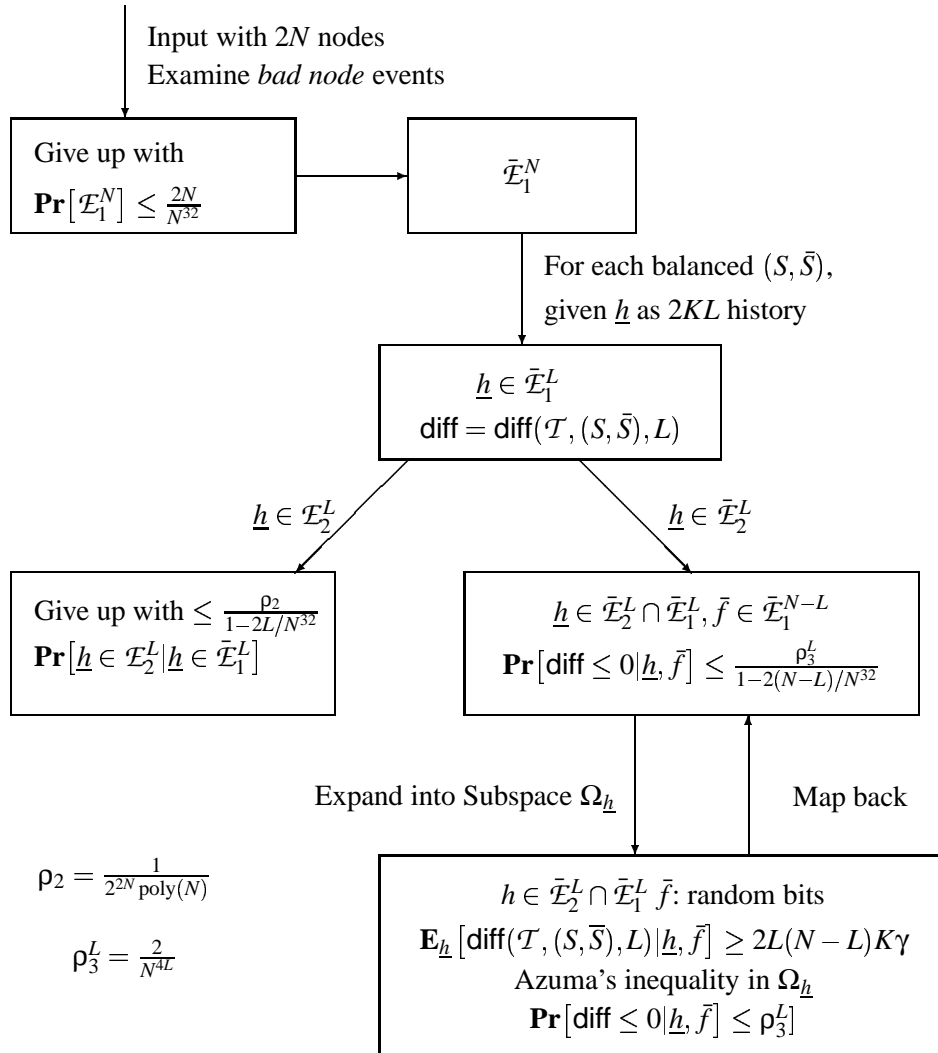 Input with 2N nodes
Examine bad node events
Give up with
Pr[ℰ₁ᴺ] ≤ 2N/N³²
ℰ̄₁ᴺ
For each balanced (S, S̄),
given h̲ as 2KL history
h̲ ∈ ℰ̄₁ᴸ
diff = diff(𝒯, (S, S̄), L)
h̲ ∈ ℰ₂ᴸ
h̲ ∈ ℰ̄₂ᴸ
Give up with ≤ ρ₂/(1−2L/N³²)
Pr[h̲ ∈ ℰ₂ᴸ|h̲ ∈ ℰ̄₁ᴸ]
h̲ ∈ ℰ̄₂ᴸ ∩ ℰ̄₁ᴸ, f̄ ∈ ℰ̄₁ᴺ⁻ᴸ
Pr[diff ≤ 0|h̲, f̄] ≤ ρ₃ᴸ/(1−2(N−L)/N³²)
Expand into Subspace Ω_h̲
Map back
ρ₂ = 1/(2²ᴺ poly(N))
ρ₃ᴸ = 2/N⁴ᴸ
h ∈ ℰ̄₂ᴸ ∩ ℰ̄₁ᴸ f̄: random bits
E_h̲ [diff(𝒯, (S, S̅), L)|h̲, f̄] ≥ 2L(N − L)Kγ
Azuma's inequality in Ω_h̲
Pr[diff ≤ 0|h̲, f̄] ≤ ρ₃ᴸ]